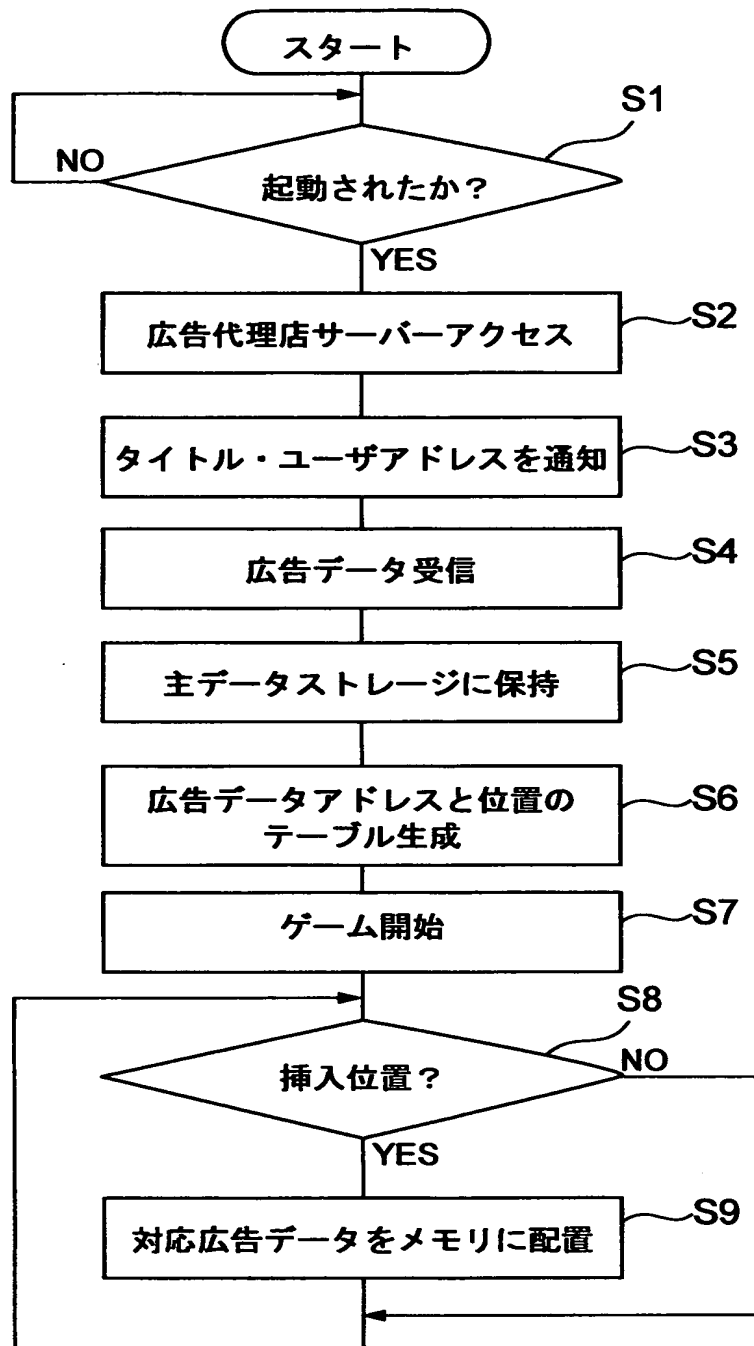 スタート
S1
NO
起動されたか？
YES
S2
広告代理店サーバーアクセス
S3
タイトル・ユーザアドレスを通知
S4
広告データ受信
S5
主データストレージに保持
S6
広告データアドレスと位置の
テーブル生成
S7
ゲーム開始
S8
挿入位置？
NO
YES
S9
対応広告データをメモリに配置